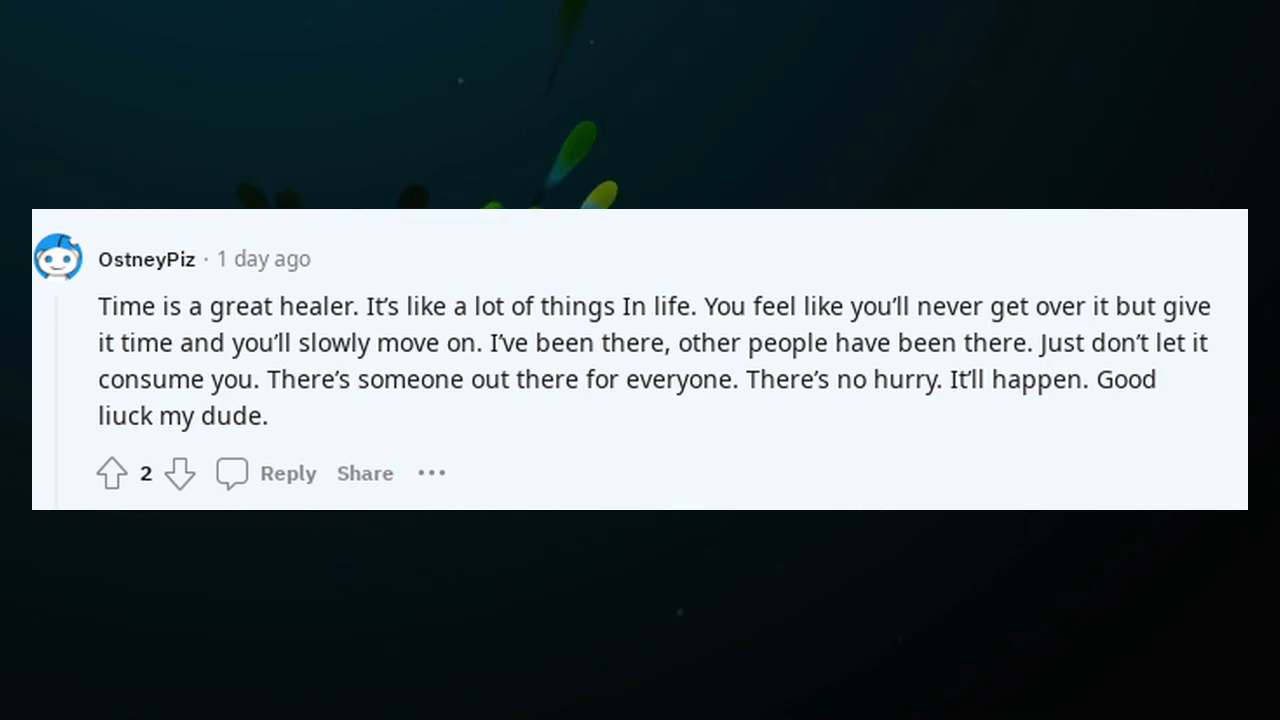 OstneyPiz · 1 day ago
Time is a great healer. It’s like a lot of things In life. You feel like you’ll never get over it but give
it time and you’ll slowly move on. I’ve been there, other people have been there. Just don’t let it
consume you. There’s someone out there for everyone. There’s no hurry. It’ll happen. Good
liuck my dude.
2 Reply Share •••